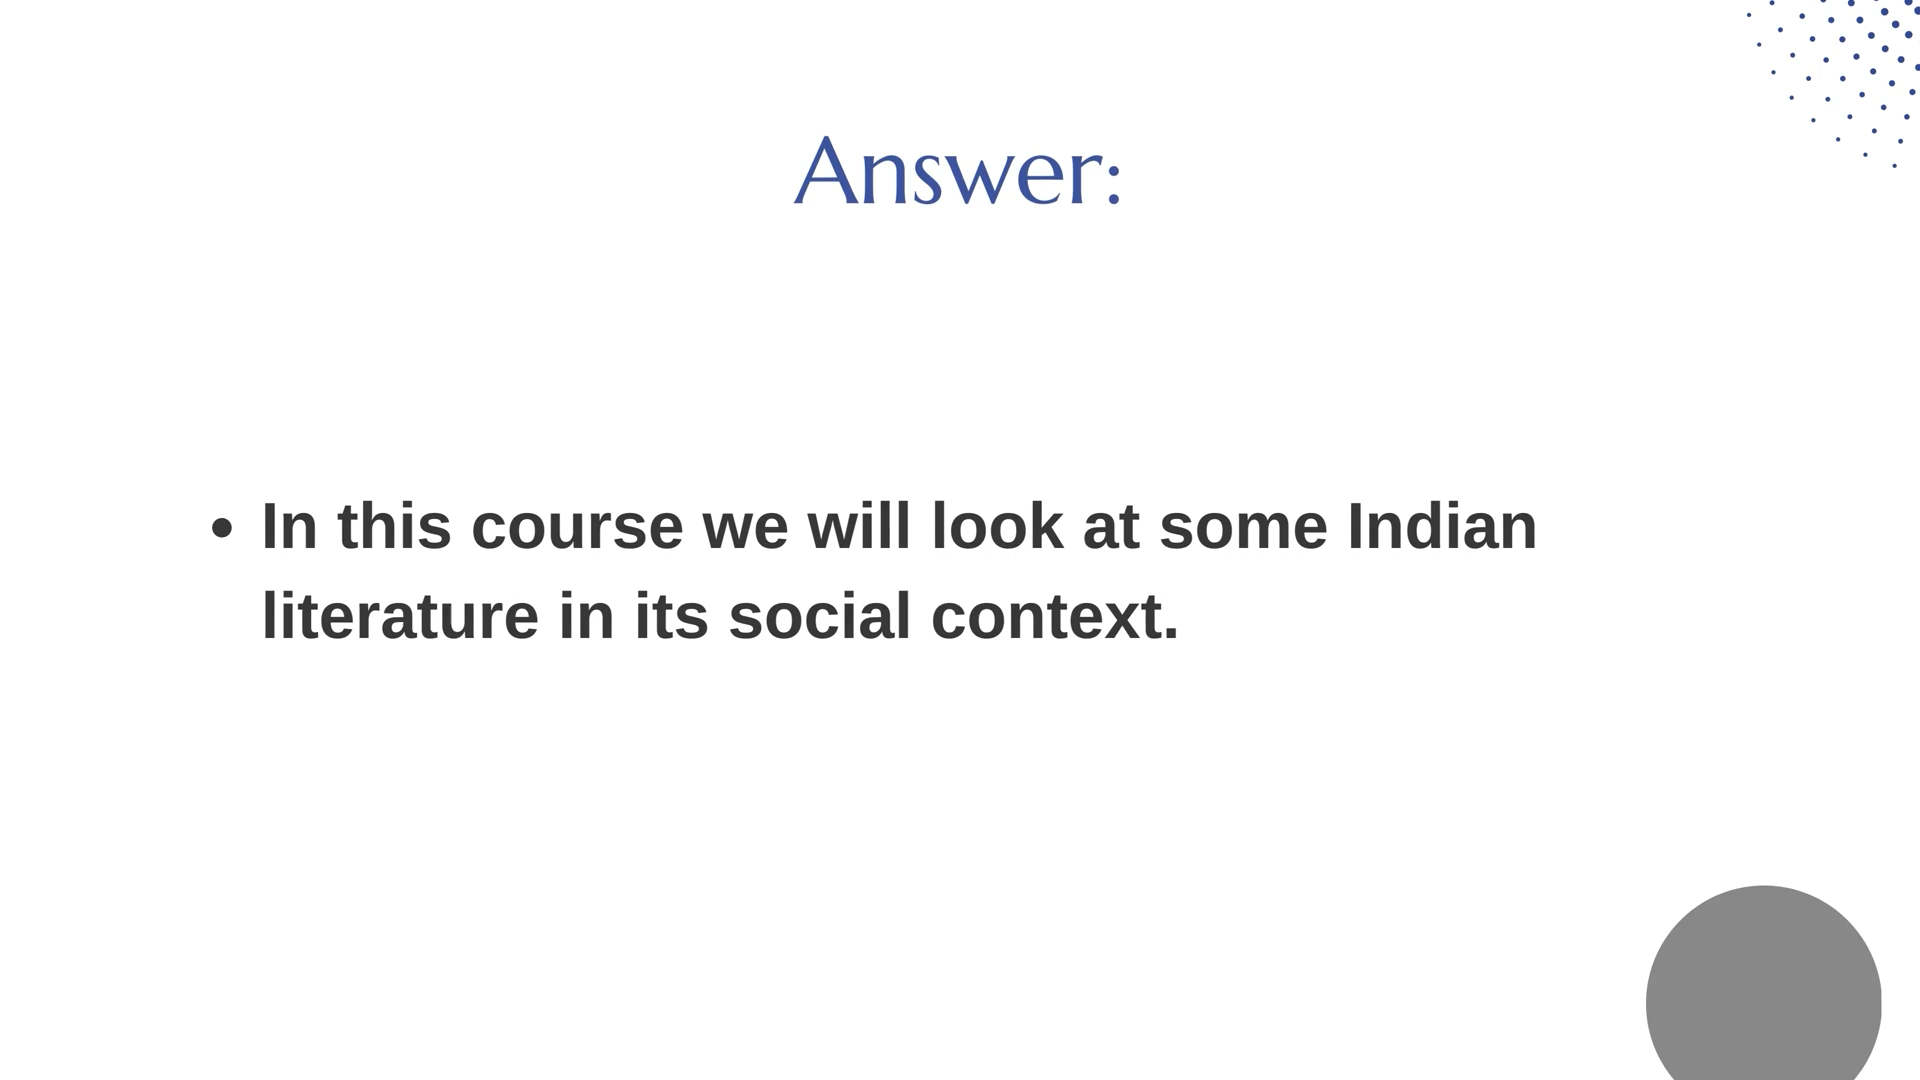 Answer:
• In this course we will look at some Indian
literature in its social context.